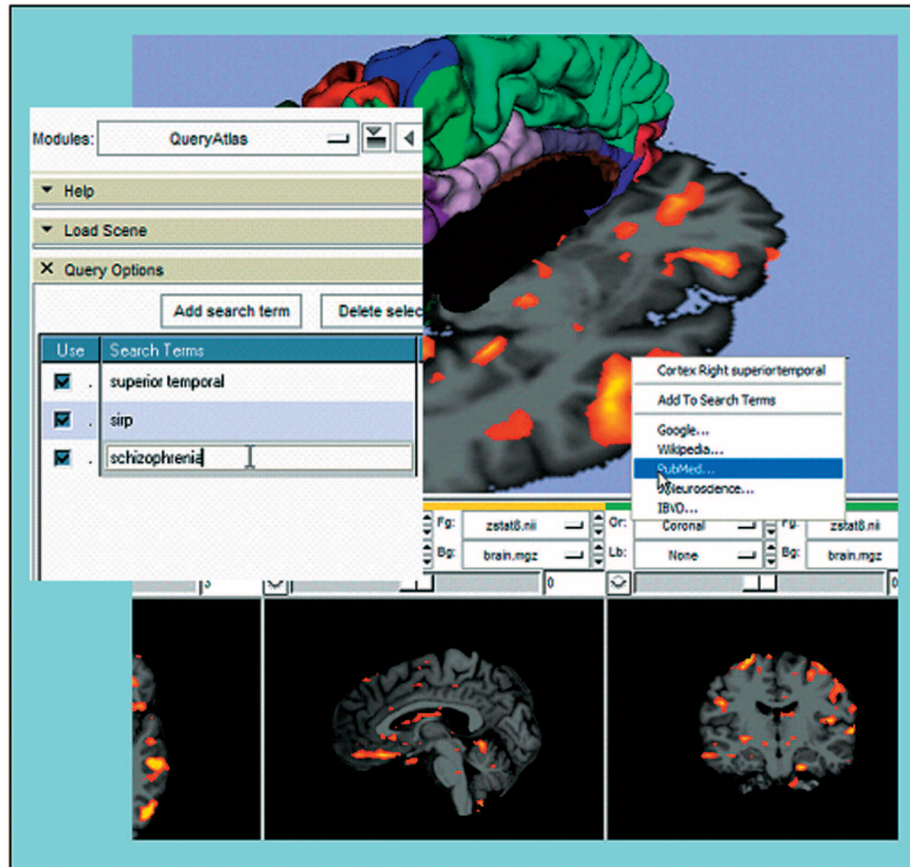 Modules: QueryAtlas
Help
Load Scene
Query Options
Add search term Delete selec
Use Search Terms
superior temporal
sirp
schizophrenia
Cortex Right superiortemporal
Add To Search Terms
Google...
Wikipedia...
PubMed...
IBVD...
Fg: zstat8.nii Or: Coronal Fg: zstat8.nii
Bg: brain.mgz Lb: None Bg: brain.mgz
0